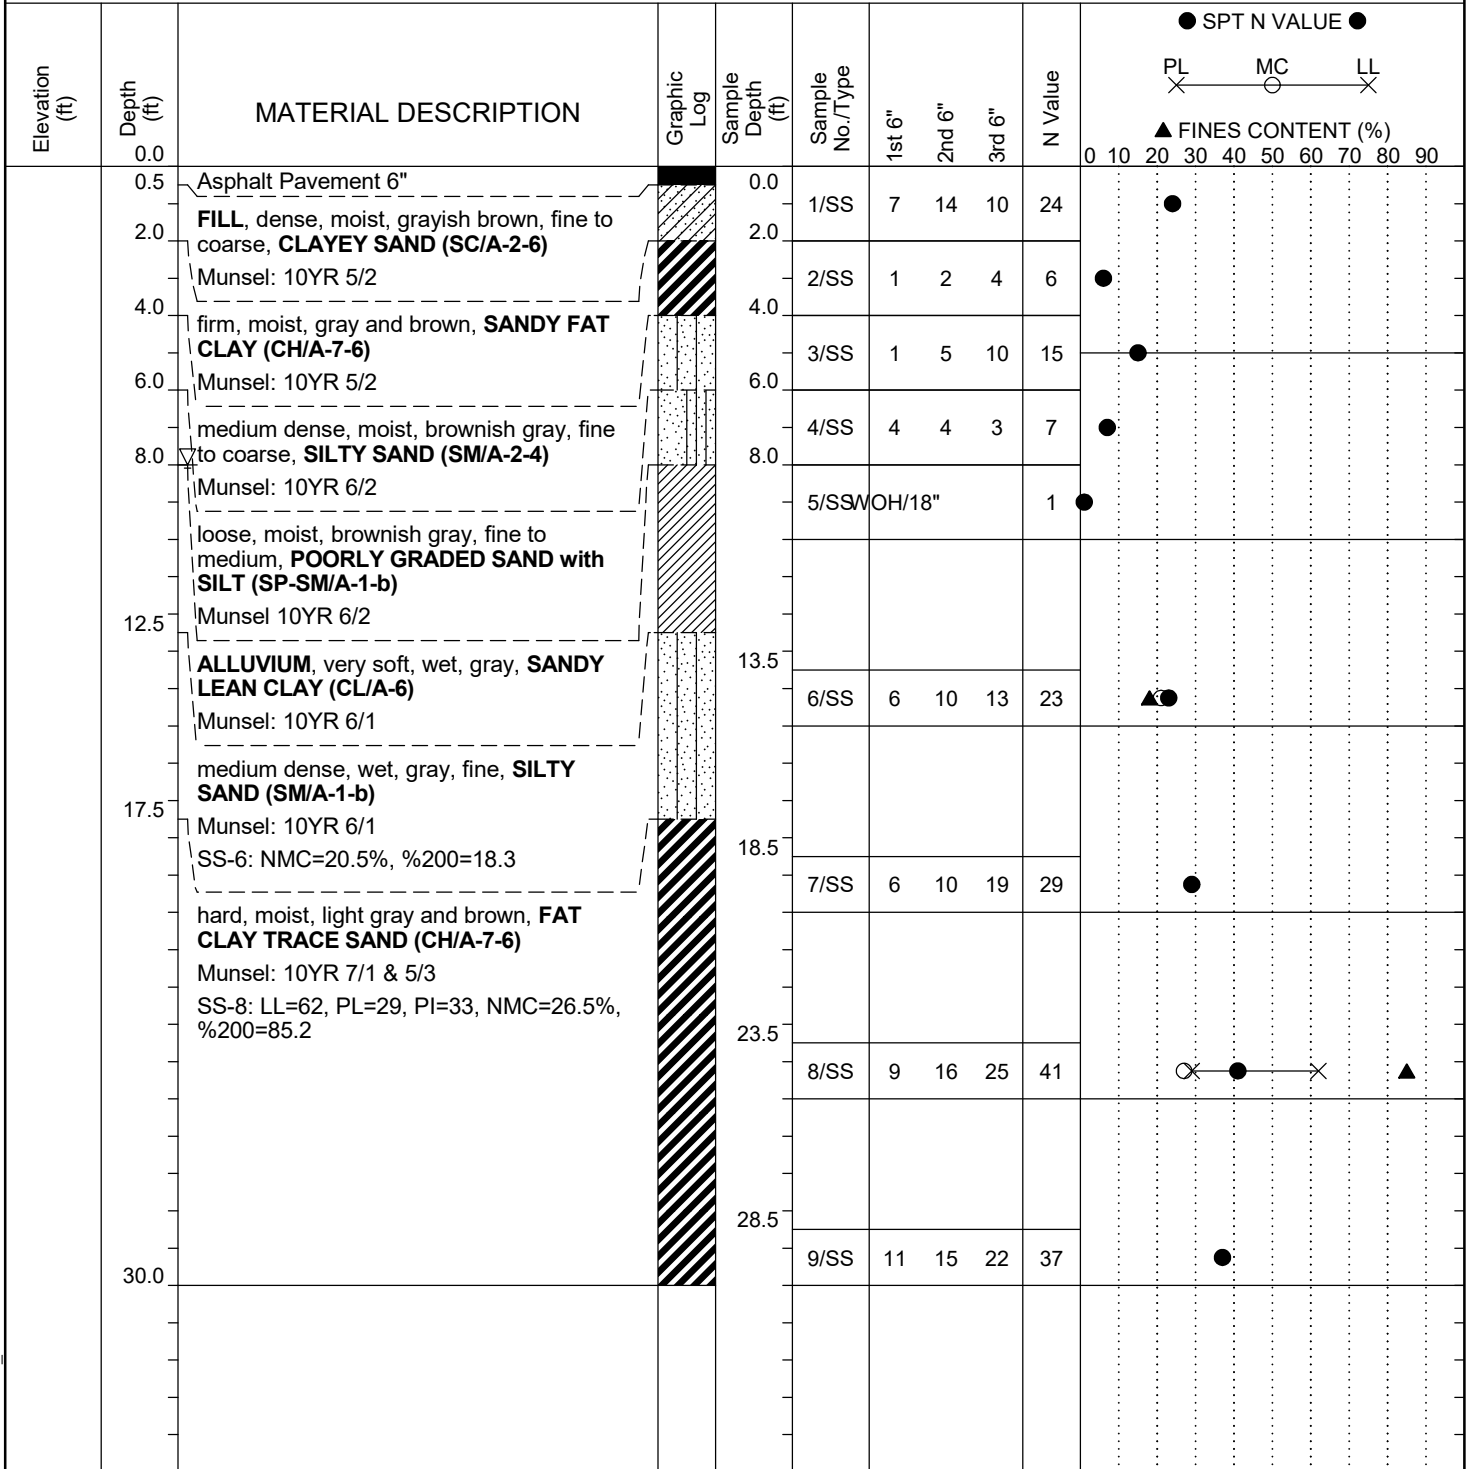 ● SPT N VALUE ●
PL MC LL
▲ FINES CONTENT (%)
Elevation (ft)
Depth (ft)
MATERIAL DESCRIPTION
Graphic Log
Sample Depth (ft)
Sample No./Type
1st 6"
2nd 6"
3rd 6"
N Value
0.0
0 10 20 30 40 50 60 70 80 90
0.5 Asphalt Pavement 6" 0.0
1/SS 7 14 10 24
FILL, dense, moist, grayish brown, fine to
2.0 coarse, CLAYEY SAND (SC/A-2-6) 2.0
Munsel: 10YR 5/2 2/SS 1 2 4 6
4.0 4.0
firm, moist, gray and brown, SANDY FAT
CLAY (CH/A-7-6) 3/SS 1 5 10 15
6.0 Munsel: 10YR 5/2 6.0
medium dense, moist, brownish gray, fine 4/SS 4 4 3 7
8.0 to coarse, SILTY SAND (SM/A-2-4) 8.0
Munsel: 10YR 6/2
5/SS WOH/18" 1
loose, moist, brownish gray, fine to
medium, POORLY GRADED SAND with
SILT (SP-SM/A-1-b)
12.5 Munsel 10YR 6/2
13.5
ALLUVIUM, very soft, wet, gray, SANDY
LEAN CLAY (CL/A-6)
6/SS 6 10 13 23
Munsel: 10YR 6/1
medium dense, wet, gray, fine, SILTY
SAND (SM/A-1-b)
17.5
Munsel: 10YR 6/1
18.5
SS-6: NMC=20.5%, %200=18.3
7/SS 6 10 19 29
hard, moist, light gray and brown, FAT
CLAY TRACE SAND (CH/A-7-6)
Munsel: 10YR 7/1 & 5/3
SS-8: LL=62, PL=29, PI=33, NMC=26.5%,
%200=85.2 23.5
8/SS 9 16 25 41
28.5
9/SS 11 15 22 37
30.0